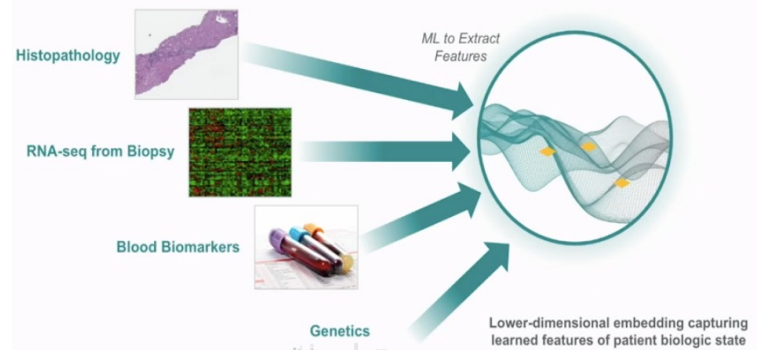 Histopathology
ML to Extract
Features
RNA-seq from Biopsy
Blood Biomarkers
Genetics
Lower-dimensional embedding capturing
learned features of patient biologic state